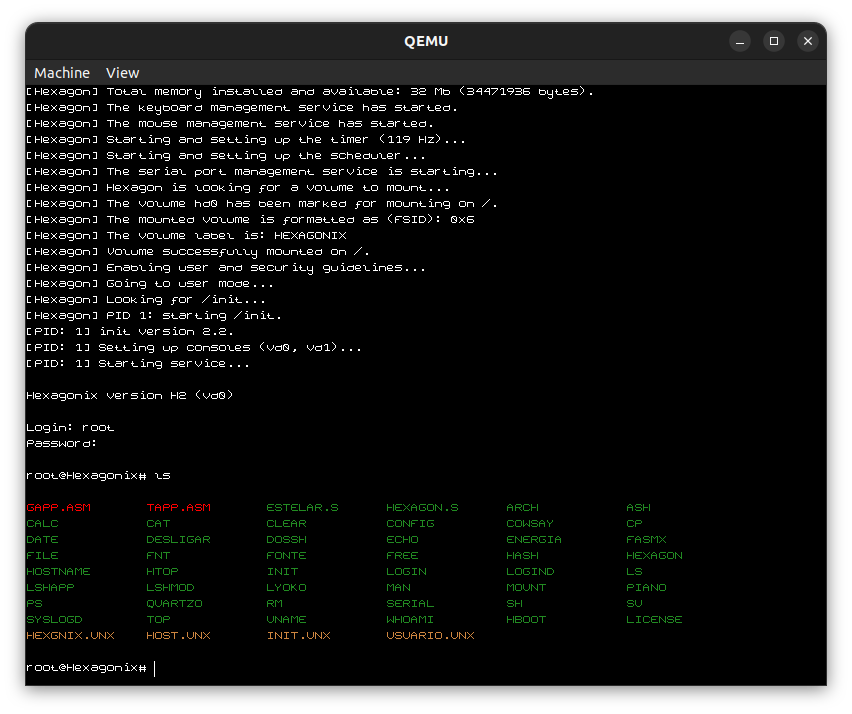 QEMU
Machine View
[Hexagon] Total memory installed and available: 32 Mb (34471936 bytes).
[Hexagon] The keyboard management service has started.
[Hexagon] The mouse management service has started.
[Hexagon] Starting and setting up the timer (119 Hz)...
[Hexagon] Starting and setting up the scheduler...
[Hexagon] The serial port management service is starting...
[Hexagon] Hexagon is looking for a volume to mount...
[Hexagon] The volume hd0 has been marked for mounting on /.
[Hexagon] The mounted volume is formatted as (FSID): 0x6
[Hexagon] The volume label is: HEXAGONIX
[Hexagon] Volume successfully mounted on /.
[Hexagon] Enabling user and security guidelines...
[Hexagon] Going to user mode...
[Hexagon] Looking for /init...
[Hexagon] PID 1: starting /init.
[PID: 1] init version 2.2.
[PID: 1] Setting up consoles (vd0, vd1)...
[PID: 1] Starting service...
Hexagonix version H2 (vd0)
Login: root
Password:
root@Hexagonix# ls
GAPP.ASM TAPP.ASM ESTELAR.S HEXAGON.S ARCH ASH
CALC CAT CLEAR CONFIG COWSAY CP
DATE DESLIGAR DOSSH ECHO ENERGIA FASMX
FILE FNT FONTE FREE HASH HEXAGON
HOSTNAME HTOP INIT LOGIN LOGIND LS
LSHAPP LSHMOD LYOKO MAN MOUNT PIANO
PS QUARTZO RM SERIAL SH SU
SYSLOGD TOP UNAME WHOAMI HBOOT LICENSE
HEXGNIX.UNX HOST.UNX INIT.UNX USUARIO.UNX
root@Hexagonix#